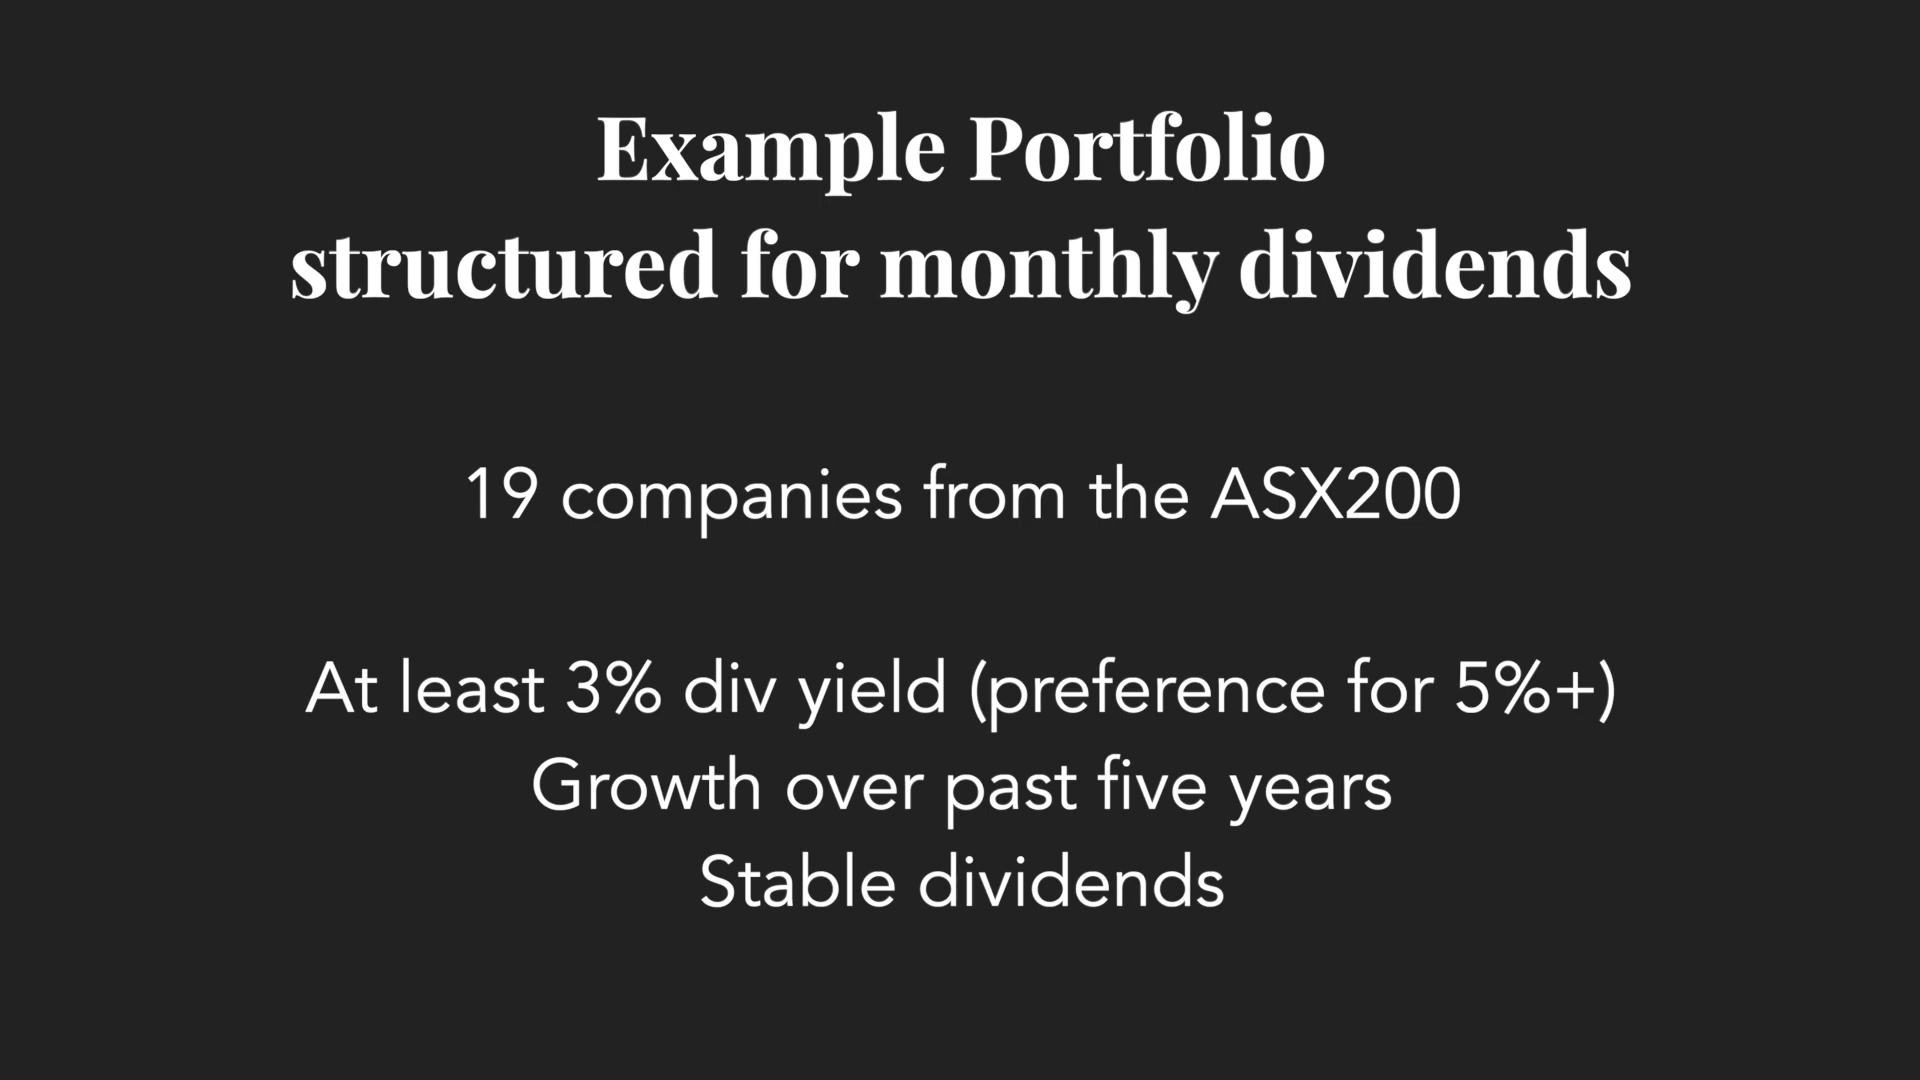 Example Portfolio
structured for monthly dividends
19 companies from the ASX200
At least 3% div yield (preference for 5%+)
Growth over past five years
Stable dividends